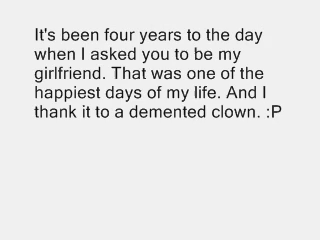 It's been four years to the day
when I asked you to be my
girlfriend. That was one of the
happiest days of my life. And I
thank it to a demented clown. :P